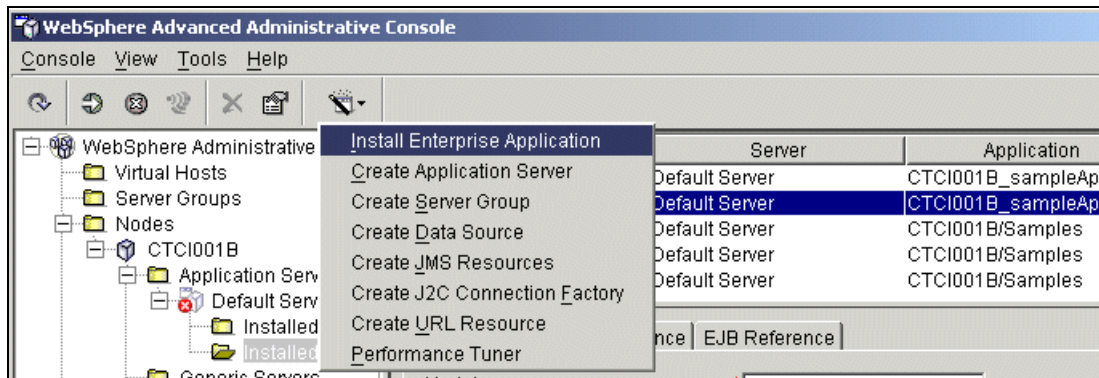 WebSphere Advanced Administrative Console
Console View Tools Help
WebSphere Administrative
Virtual Hosts
Server Groups
Nodes
CTCI001B
Application Serv
Default Serv
Installed
Installed
Install Enterprise Application
Create Application Server
Create Server Group
Create Data Source
Create JMS Resources
Create J2C Connection Factory
Create URL Resource
Performance Tuner
Server Application
Default Server CTCI001B_sampleAp
Default Server CTCI001B_sampleAp
Default Server CTCI001B/Samples
Default Server CTCI001B/Samples
Default Server CTCI001B/Samples
nce EJB Reference